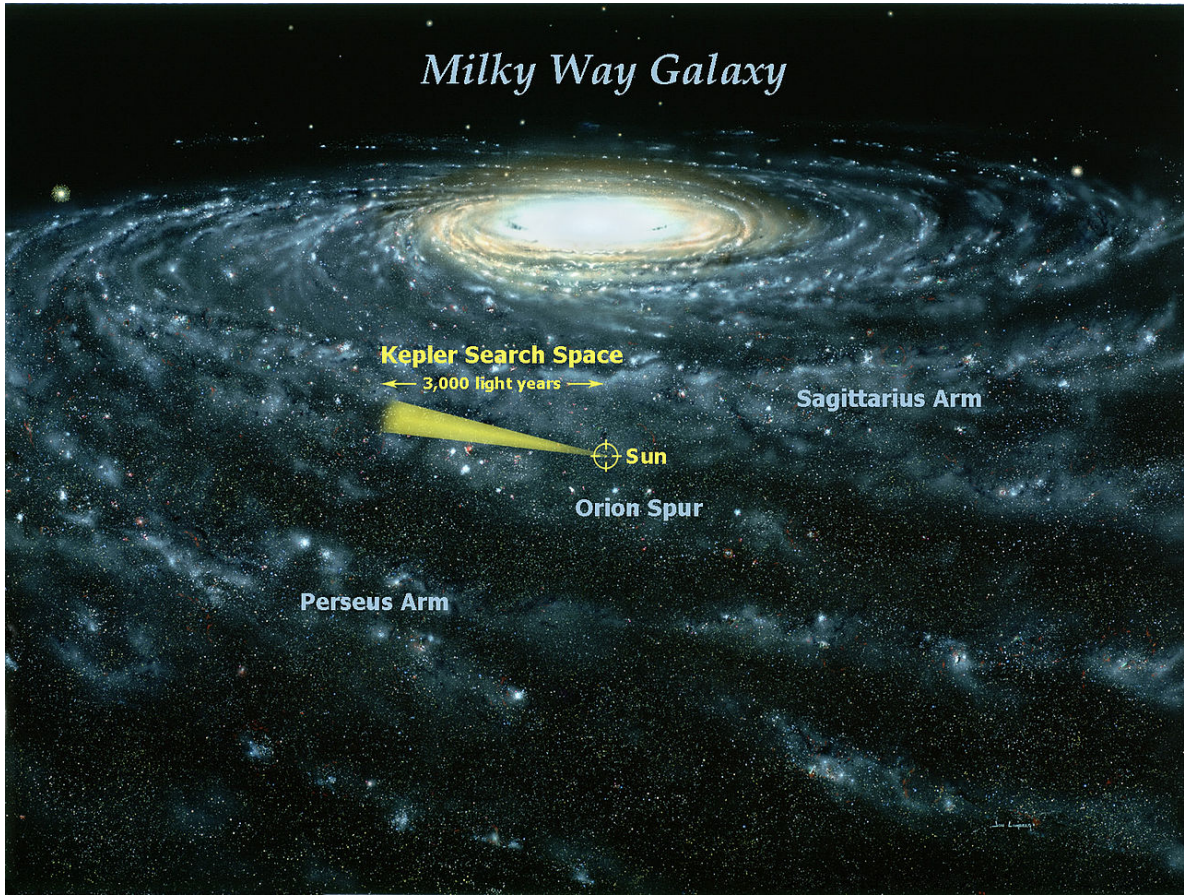 Milky Way Galaxy
Kepler Search Space
3,000 light years
Sagittarius Arm
Sun
Orion Spur
Perseus Arm